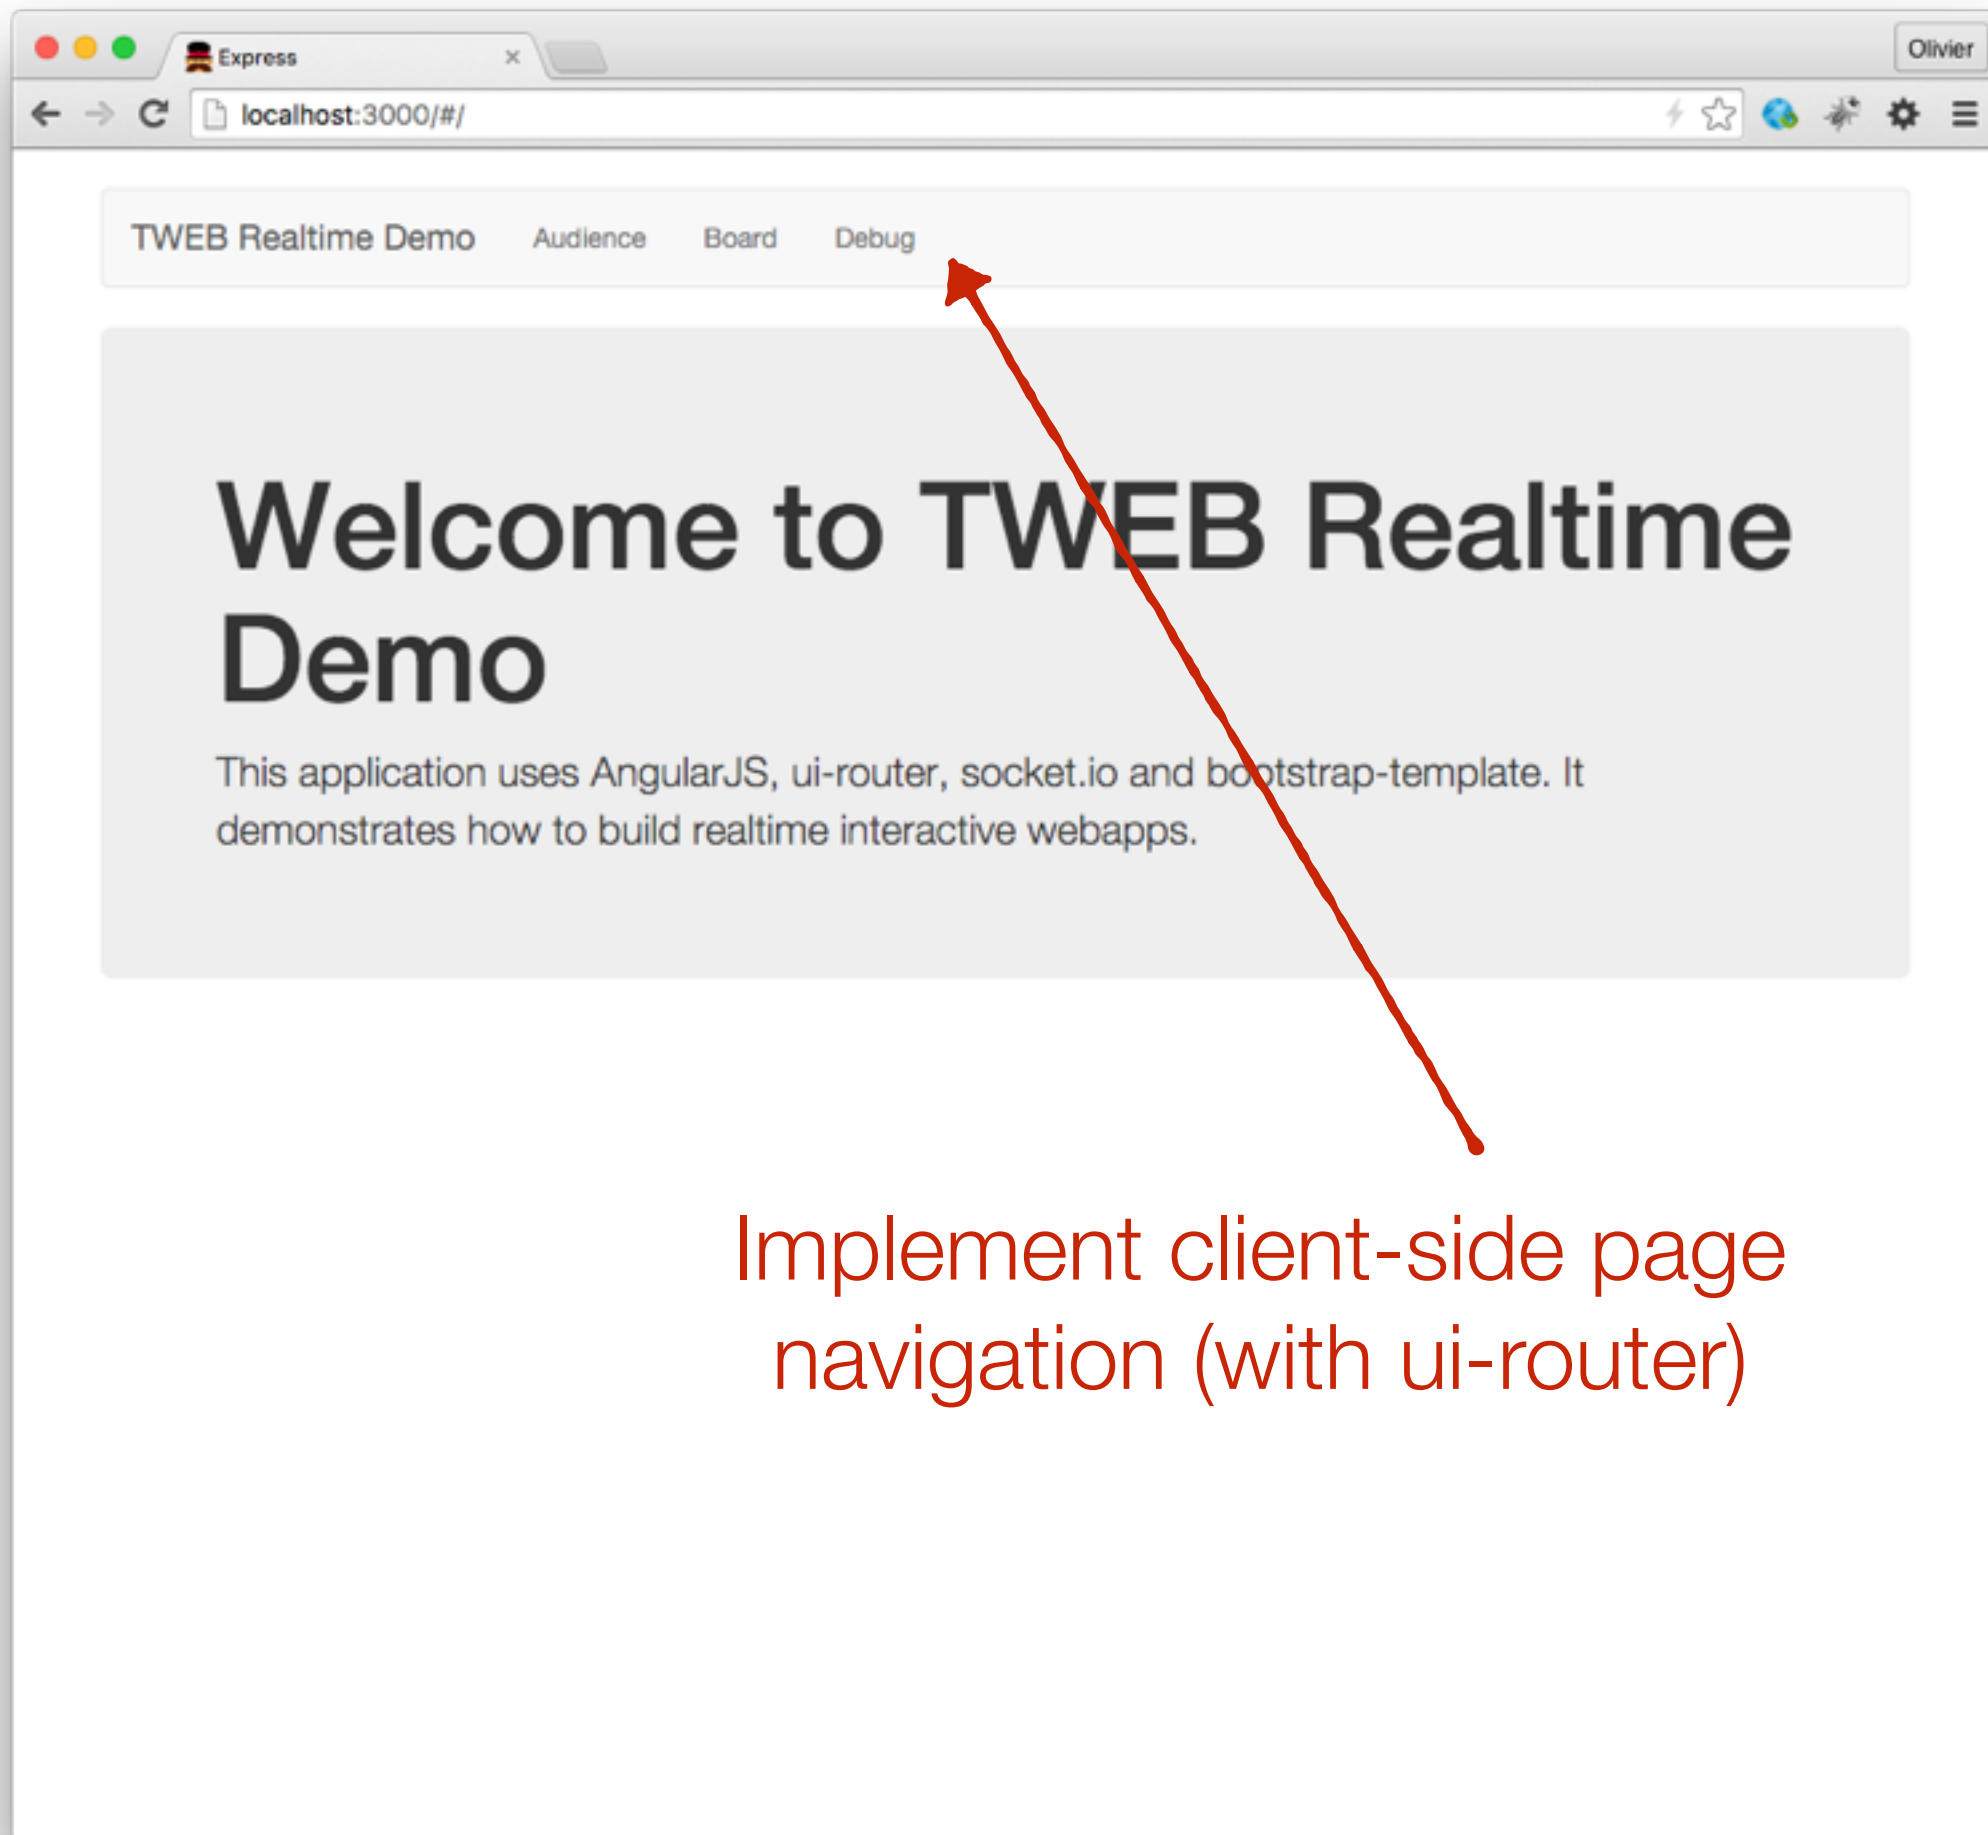 Express
Olivier
localhost:3000/#/
TWEB Realtime Demo Audience Board Debug
Welcome to TWEB Realtime
Demo
This application uses AngularJS, ui-router, socket.io and bootstrap-template. It
demonstrates how to build realtime interactive webapps.
Implement client-side page
navigation (with ui-router)